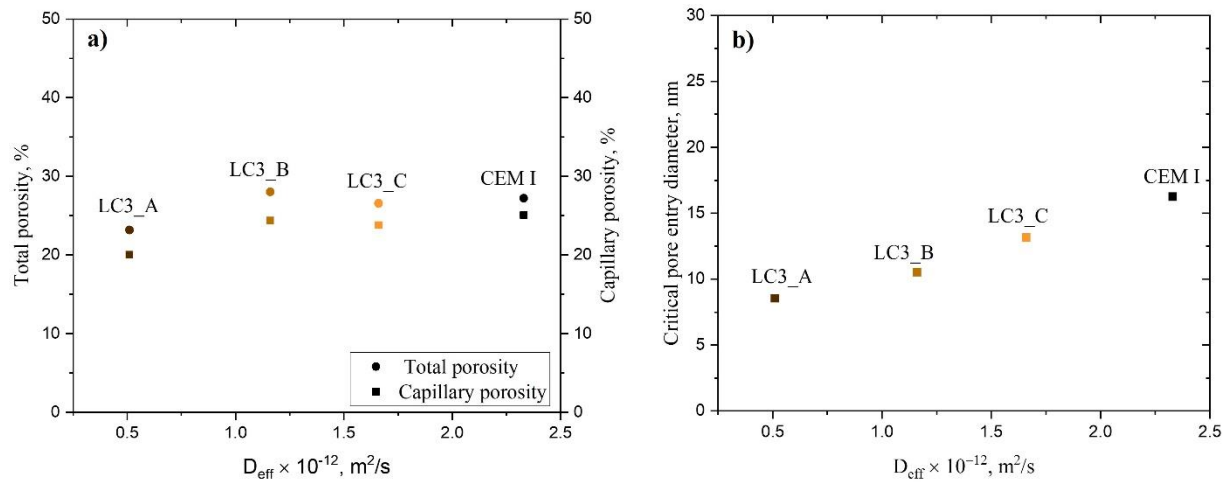 a)
50
40
30
20
10
0
Total porosity, %
LC3_A
LC3_B
LC3_C
CEM I
Total porosity
Capillary porosity
50
40
30
20
10
0
Capillary porosity, %
0.5 1.0 1.5 2.0 2.5
D_eff × 10⁻¹², m²/s
b)
30
25
20
15
10
5
0
Critical pore entry diameter, nm
LC3_A
LC3_B
LC3_C
CEM I
0.5 1.0 1.5 2.0 2.5
D_eff × 10⁻¹², m²/s